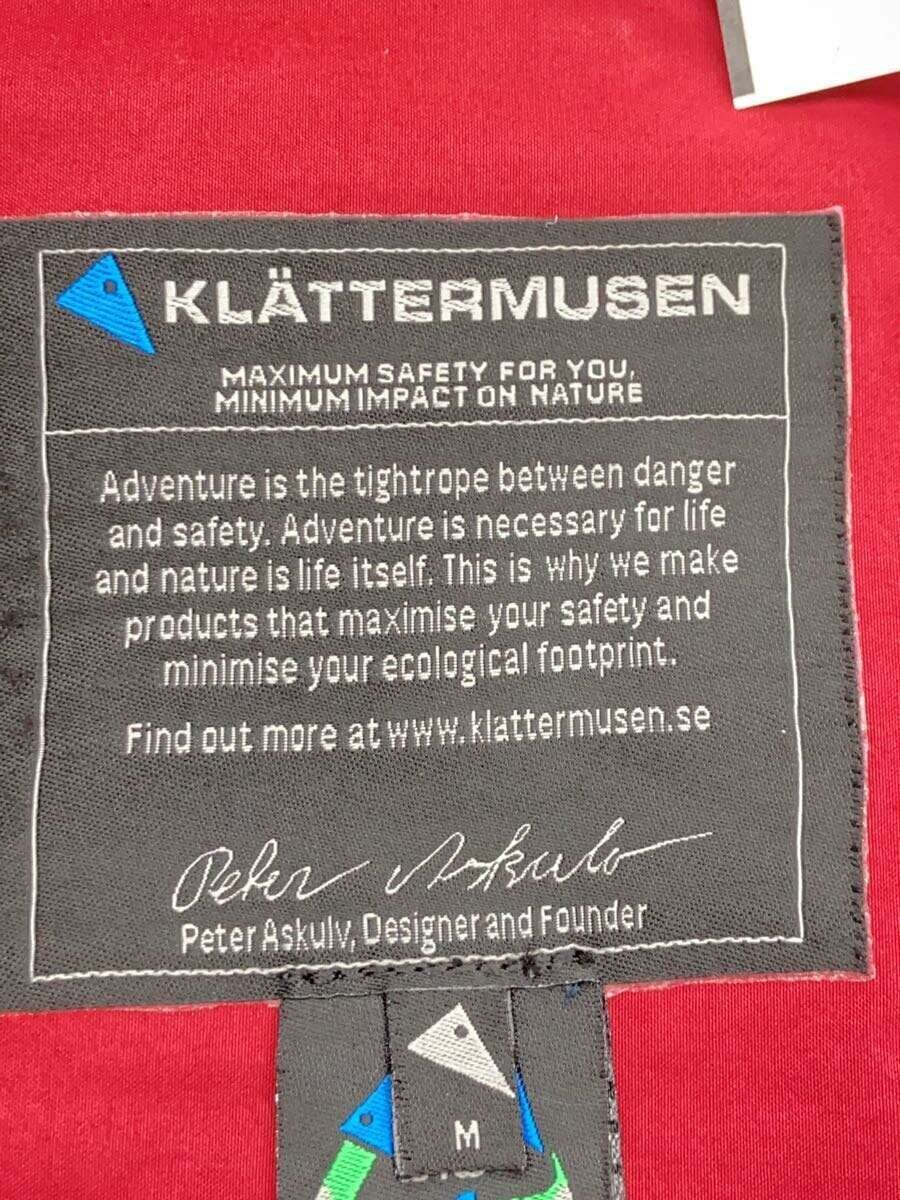 KLÄTTERMUSEN
MAXIMUM SAFETY FOR YOU,
MINIMUM IMPACT ON NATURE
Adventure is the tightrope between danger
and safety. Adventure is necessary for life
and nature is life itself. This is why we make
products that maximise your safety and
minimise your ecological footprint.
Find out more at www.klattermusen.se
Peter Askulv
Peter Askulv, Designer and Founder
M